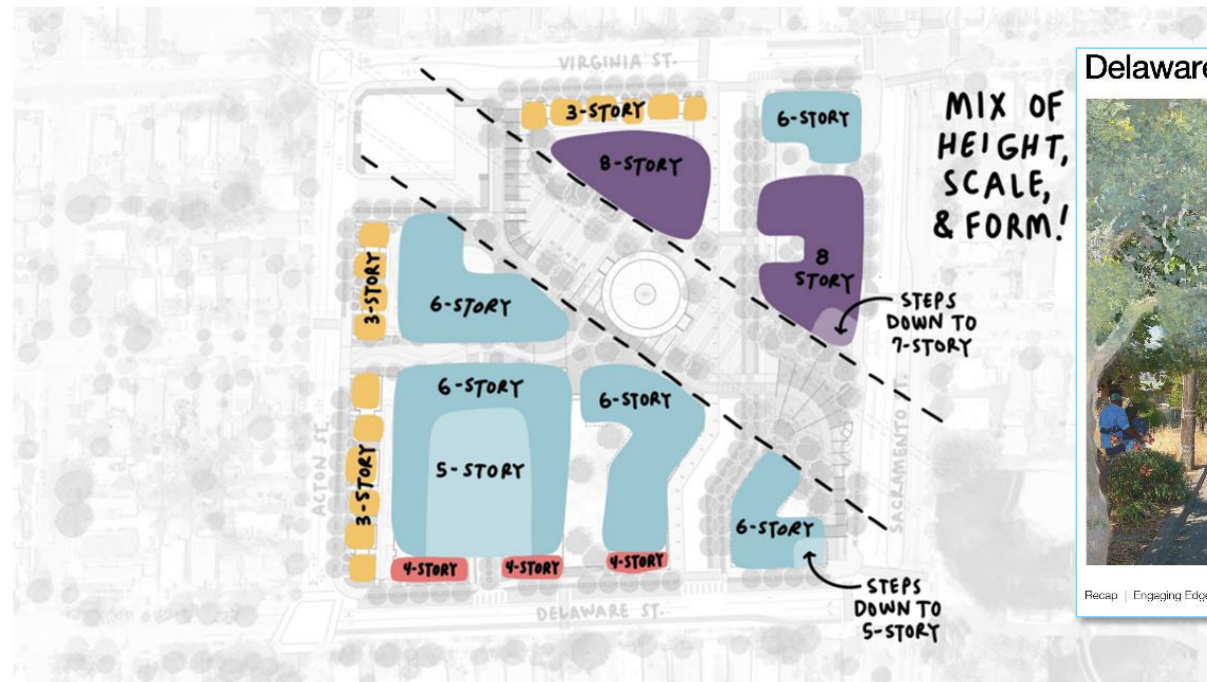 VIRGINIA ST.
3-STORY
8-STORY
6-STORY
MIX OF
HEIGHT,
SCALE,
& FORM!
8
STORY
STEPS
DOWN TO
7-STORY
3-STORY
6-STORY
6-STORY
5-STORY
6-STORY
3-STORY
ACTON ST.
SACRAMENTO ST.
6-STORY
4-STORY
4-STORY
4-STORY
STEPS
DOWN TO
5-STORY
DELAWARE ST.
Delaware
Recap | Engaging Edge